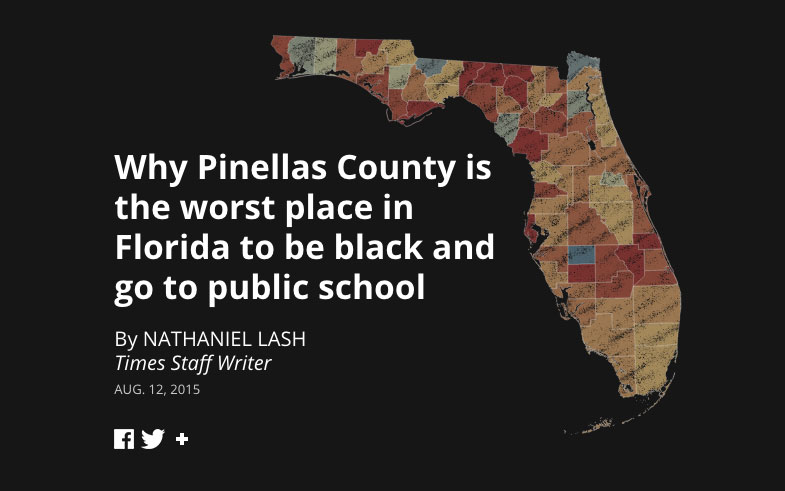 Why Pinellas County is
the worst place in
Florida to be black and
go to public school
By NATHANIEL LASH
Times Staff Writer
AUG. 12, 2015